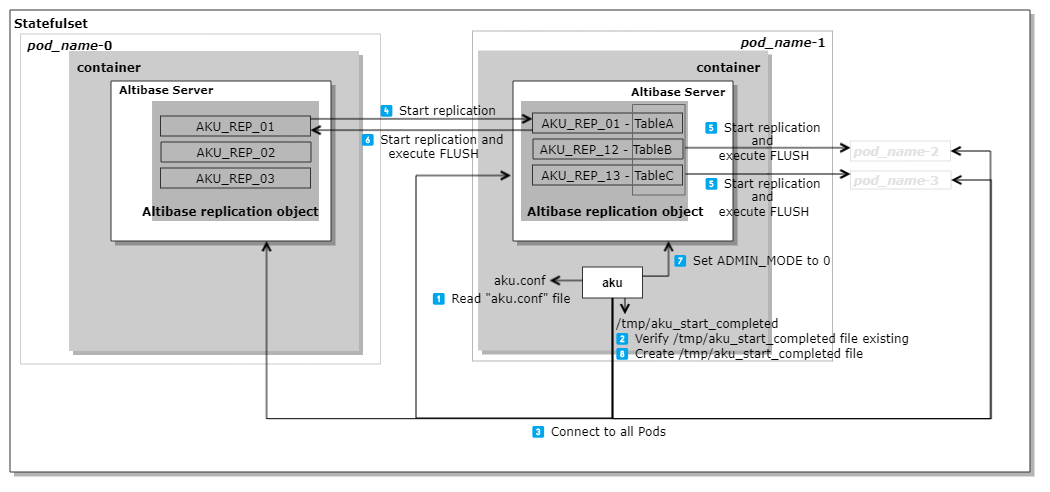 Statefulset
pod_name-0
container
Altibase Server
AKU_REP_01
AKU_REP_02
AKU_REP_03
Altibase replication object
4 Start replication
6 Start replication and
execute FLUSH
pod_name-1
container
Altibase Server
AKU_REP_01 - TableA
AKU_REP_12 - TableB
AKU_REP_13 - TableC
Altibase replication object
5 Start replication
and
execute FLUSH
5 Start replication
and
execute FLUSH
pod_name-2
pod_name-3
7 Set ADMIN_MODE to 0
aku.conf
aku
1 Read "aku.conf" file
/tmp/aku_start_completed
2 Verify /tmp/aku_start_completed file existing
8 Create /tmp/aku_start_completed file
3 Connect to all Pods